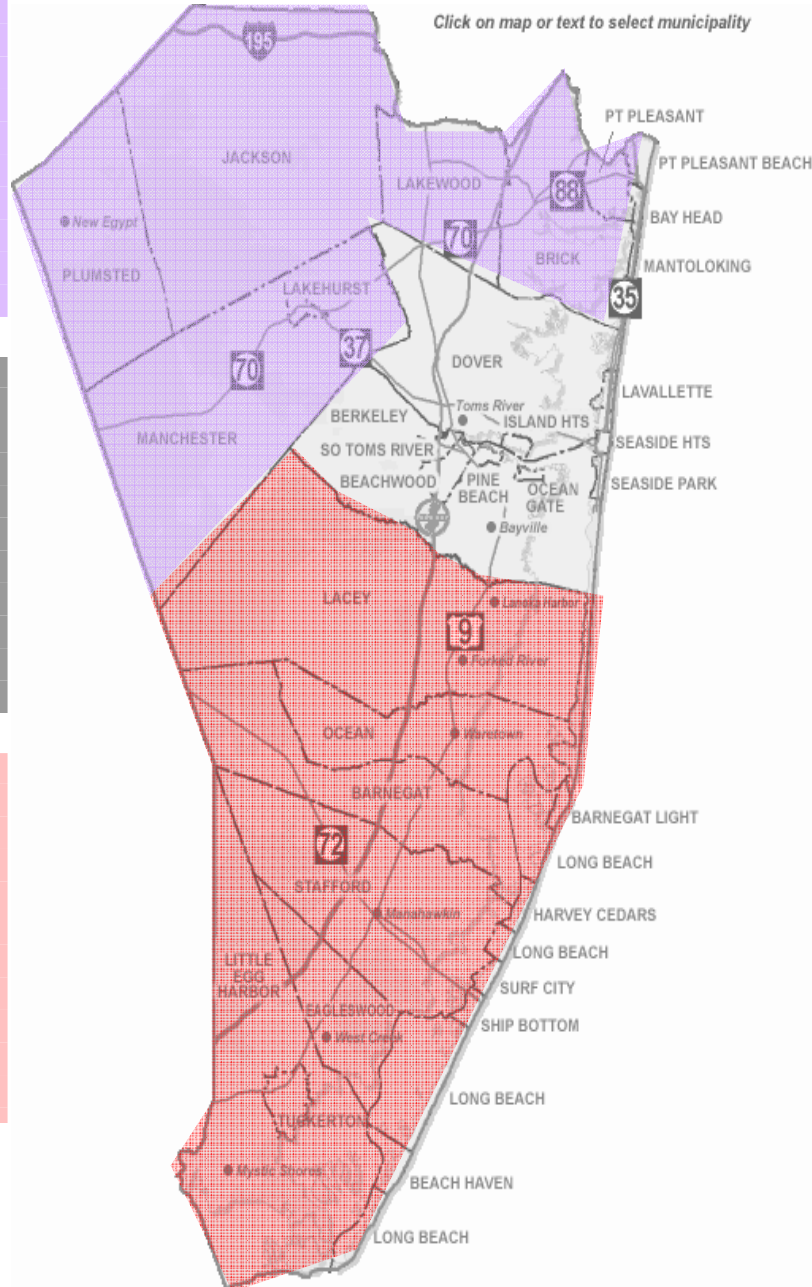 Click on map or text to select municipality
195
PT PLEASANT
JACKSON
PT PLEASANT BEACH
LAKEWOOD
88
New Egypt
BAY HEAD
70
BRICK
MANTOLOKING
PLUMSTED
LAKEHURST
35
37
DOVER
70
LAVALLETTE
Toms River
BERKELEY
ISLAND HTS
MANCHESTER
SEASIDE HTS
SO TOMS RIVER
BEACHWOOD
PINE
BEACH
OCEAN
GATE
SEASIDE PARK
Bayville
LACEY
Lanoka Harbor
9
Forked River
OCEAN
Waretown
BARNEGAT
BARNEGAT LIGHT
72
LONG BEACH
STAFFORD
Manahawkin
HARVEY CEDARS
LONG BEACH
LITTLE
EGG
HARBOR
SURF CITY
EAGLESWOOD
SHIP BOTTOM
West Creek
LONG BEACH
TUCKERTON
Mystic Shores
BEACH HAVEN
LONG BEACH